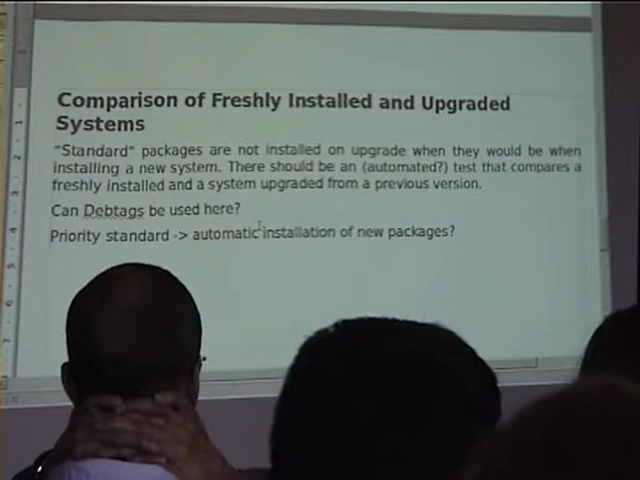 Comparison of Freshly Installed and Upgraded
Systems
"Standard" packages are not installed on upgrade when they would be when
installing a new system. There should be an (automated?) test that compares a
freshly installed and a system upgraded from a previous version.
Can Debtags be used here?
Priority standard -> automatic installation of new packages?